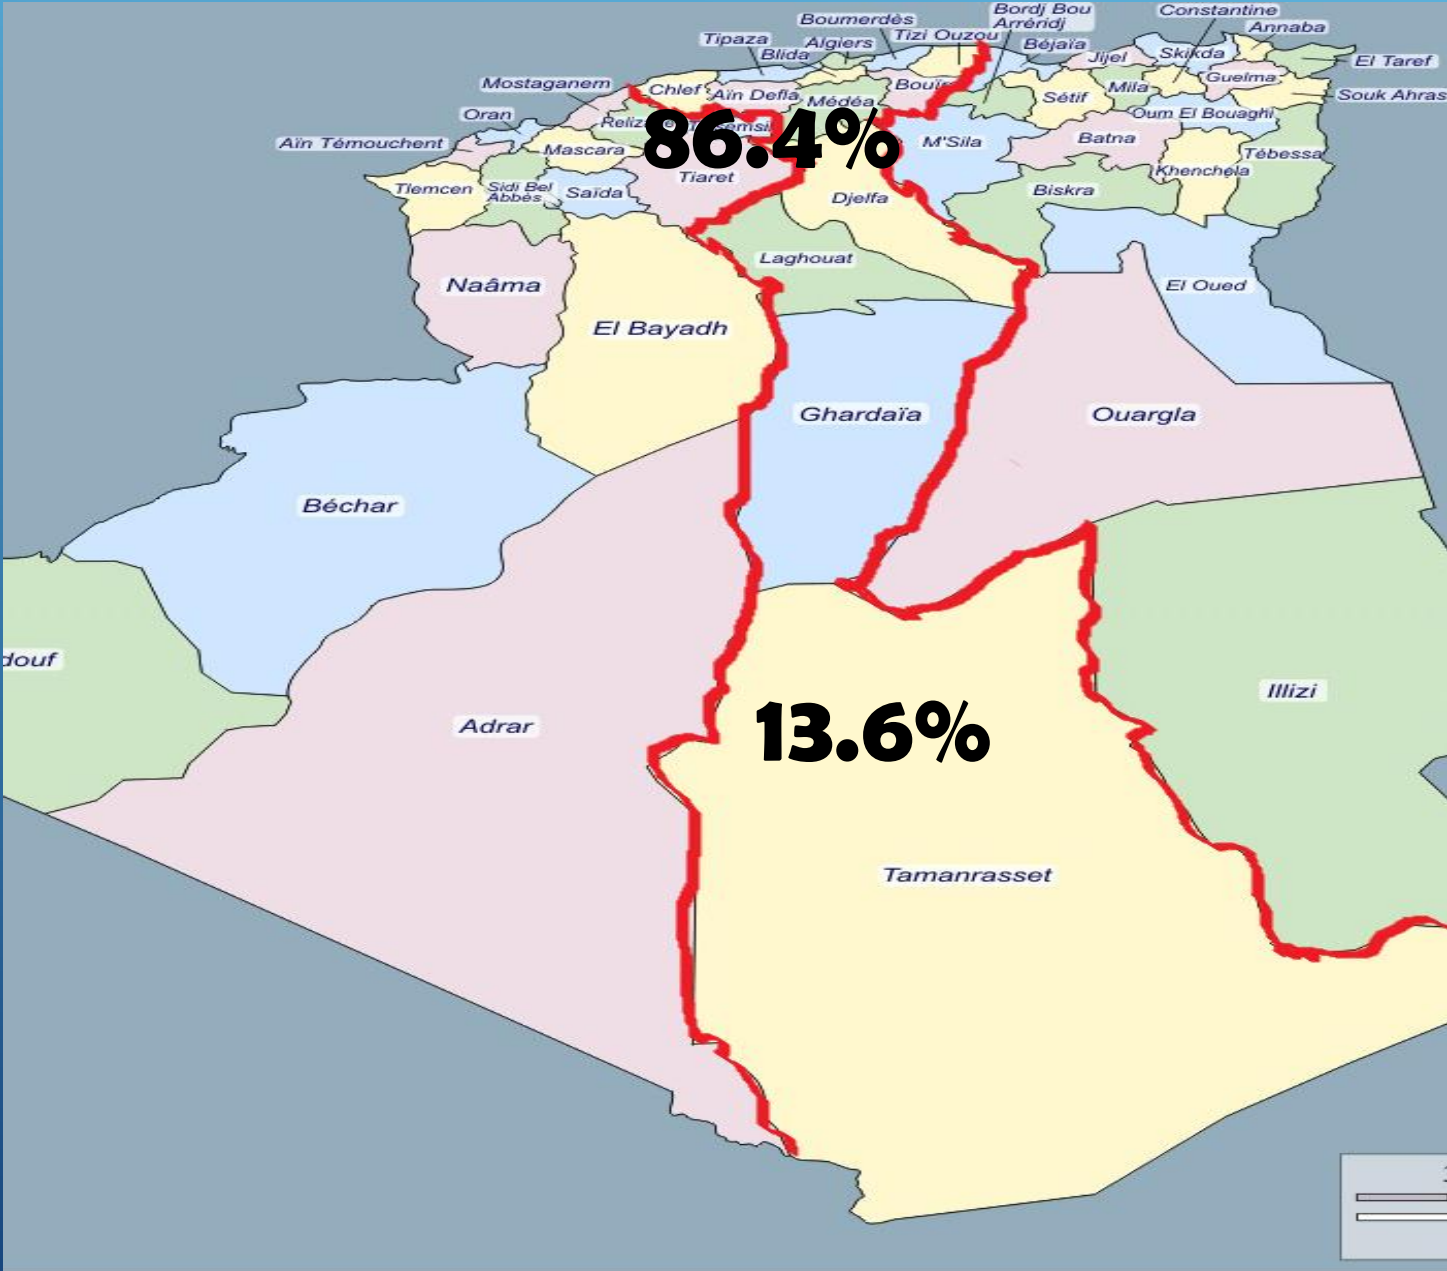 Bordj Bou
Arréridj
Constantine
Boumerdès
Annaba
Tipaza
Algiers
Tizi Ouzou
Béjaïa
Blida
Jijel
Skikda
El Taref
Mostaganem
Chlef
Aïn Defla
Bouïr
Sétif
Mila
Guelma
Souk Ahras
Médéa
Oran
Reliz
emsil
Oum El Bouaghi
86.4%
Aïn Témouchent
Mascara
M'Sila
Batna
Tébessa
Tiaret
Khenchela
Tlemcen
Sidi Bel
Abbès
Saïda
Djelfa
Biskra
Laghouat
Naâma
El Oued
El Bayadh
Ghardaïa
Ouargla
Béchar
douf
Illizi
Adrar
13.6%
Tamanrasset